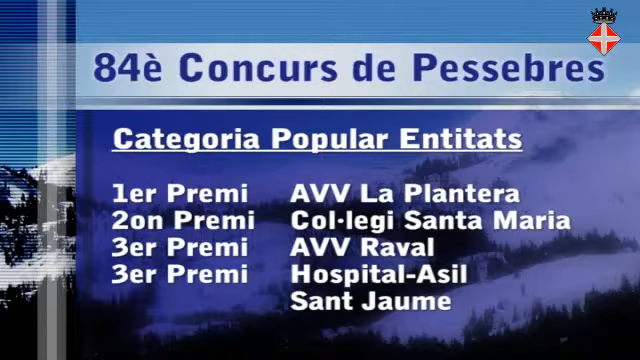 84è Concurs de Pessebres
Categoria Popular Entitats
1er Premi AVV La Plantera
2on Premi Col·legi Santa Maria
3er Premi AVV Raval
3er Premi Hospital-Asil
Sant Jaume